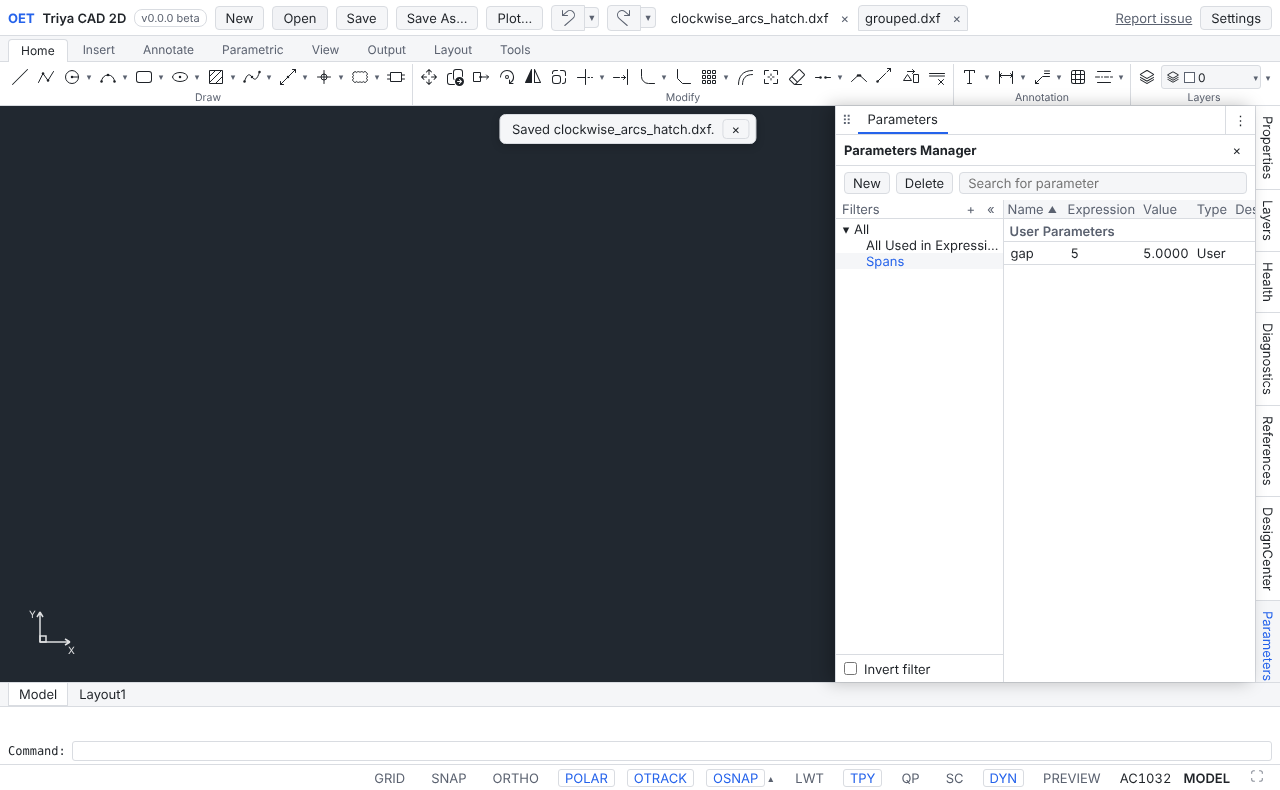 OET Triya CAD 2D v0.0.0 beta New Open Save Save As... Plot... clockwise_arcs_hatch.dxf × grouped.dxf × Report issue Settings
Home Insert Annotate Parametric View Output Layout Tools
0
Draw Modify Annotation Layers
Saved clockwise_arcs_hatch.dxf. ×
Parameters
Parameters Manager ×
New Delete Search for parameter
Filters + « Name ▲ Expression Value Type Des
▾ All
User Parameters
All Used in Expressi...
gap 5 5.0000 User
Spans
Invert filter
Properties
Layers
Health
Diagnostics
References
DesignCenter
Parameters
Y
X
Model Layout1
Command:
GRID SNAP ORTHO POLAR OTRACK OSNAP ▴ LWT TPY QP SC DYN PREVIEW AC1032 MODEL